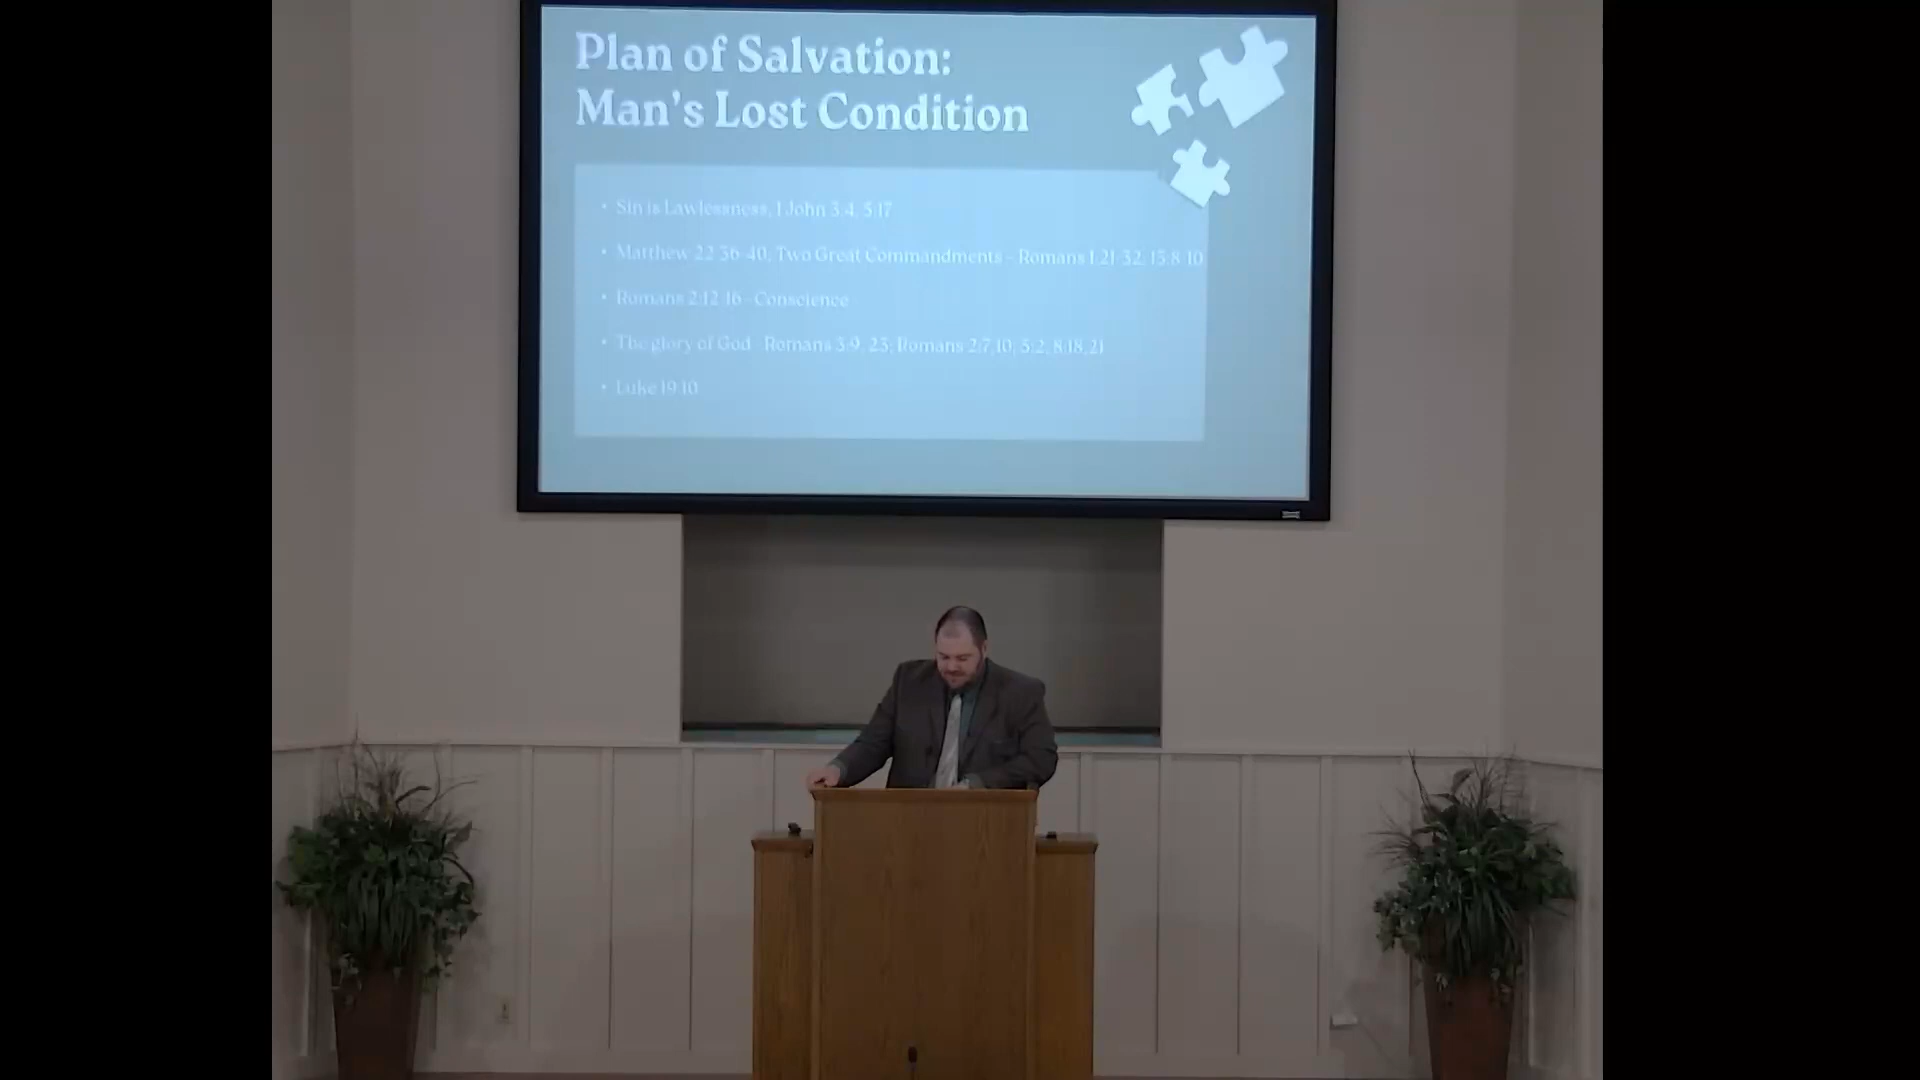 Plan of Salvation:
Man's Lost Condition
• Sin is Lawlessness, 1 John 3:4, 5:17
• Matthew 22:36-40, Two Great Commandments - Romans 1:21-32, 13:8-10
• Romans 2:12-16 - Conscience
• The glory of God - Romans 3:9, 23; Romans 2:7,10; 5:2; 8:18,21
• Luke 19:10